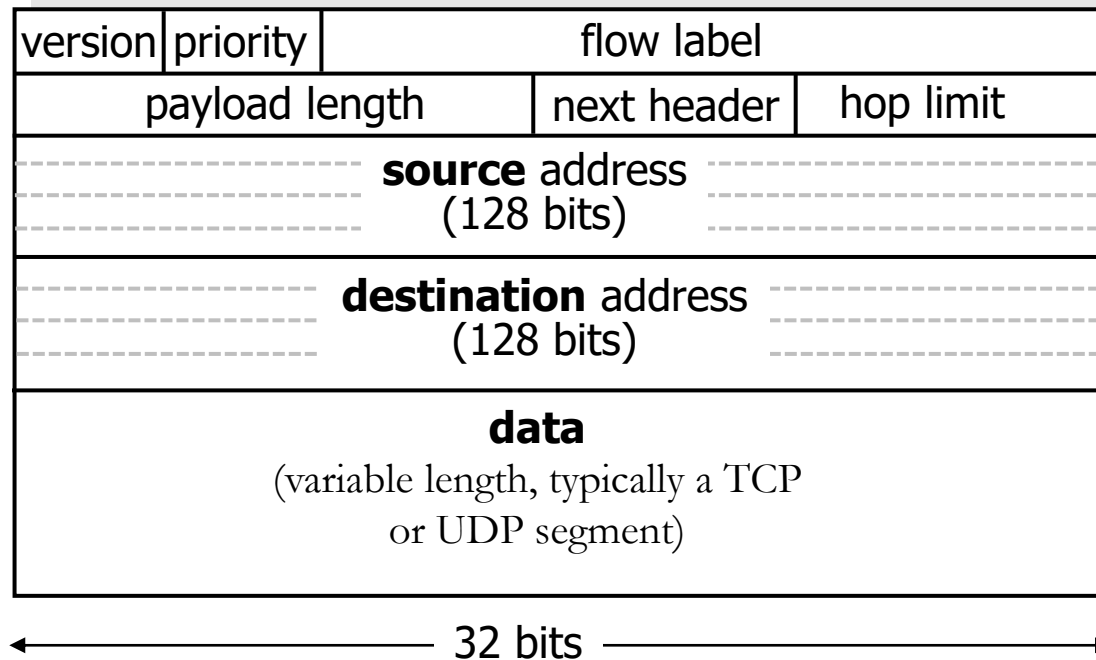 version priority flow label
payload length next header hop limit
source address
(128 bits)
destination address
(128 bits)
data
(variable length, typically a TCP
or UDP segment)
32 bits